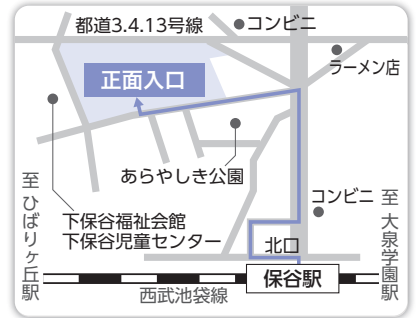 都道3.4.13号線
コンビニ
ラーメン店
正面入口
あらやしき公園
下保谷福祉会館
下保谷児童センター
コンビニ
至 ひばりヶ丘駅
至 大泉学園駅
北口
保谷駅
西武池袋線